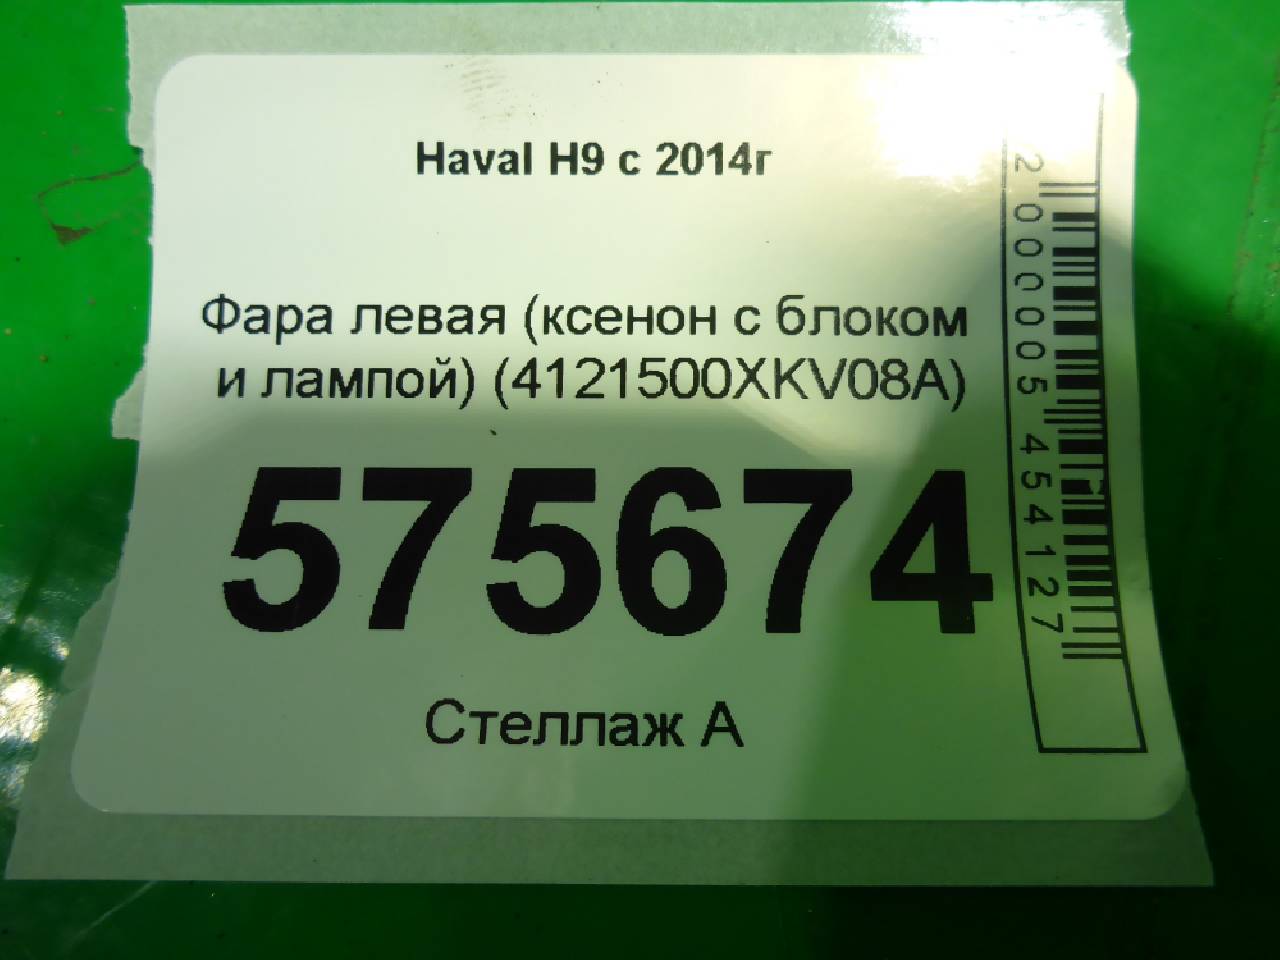 Haval H9 с 2014г
Фара левая (ксенон с блоком
и лампой) (4121500XKV08A)
575674
Стеллаж А
2000005454127